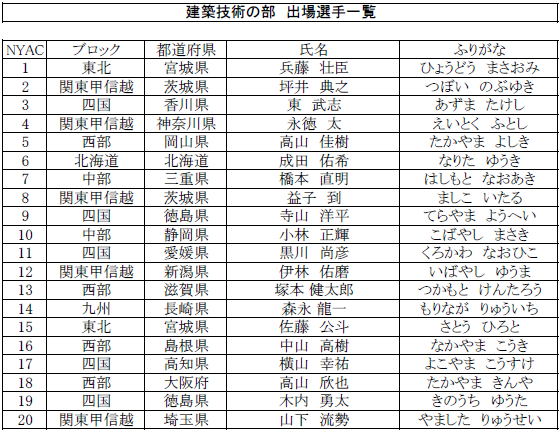 建築技術の部 出場選手一覧
NYAC ブロック 都道府県 氏名 ふりがな
1 東北 宮城県 兵藤 壮臣 ひょうどう まさおみ
2 関東甲信越 茨城県 坪井 典之 つぼい のぶゆき
3 四国 香川県 東 武志 あずま たけし
4 関東甲信越 神奈川県 永徳 太 えいとく ふとし
5 西部 岡山県 高山 佳樹 たかやま よしき
6 北海道 北海道 成田 佑希 なりた ゆうき
7 中部 三重県 橋本 直明 はしもと なおあき
8 関東甲信越 茨城県 益子 到 ましこ いたる
9 四国 徳島県 寺山 洋平 てらやま ようへい
10 中部 静岡県 小林 正輝 こばやし まさき
11 四国 愛媛県 黒川 尚彦 くろかわ なおひこ
12 関東甲信越 新潟県 伊林 佑磨 いばやし ゆうま
13 西部 滋賀県 塚本 健太郎 つかもと けんたろう
14 九州 長崎県 森永 龍一 もりなが りゅういち
15 東北 宮城県 佐藤 公斗 さとう ひろと
16 西部 島根県 中山 高樹 なかやま こうき
17 四国 高知県 横山 幸祐 よこやま こうすけ
18 西部 大阪府 高山 欣也 たかやま きんや
19 四国 徳島県 木内 勇太 きのうち ゆうた
20 関東甲信越 埼玉県 山下 流勢 やました りゅうせい